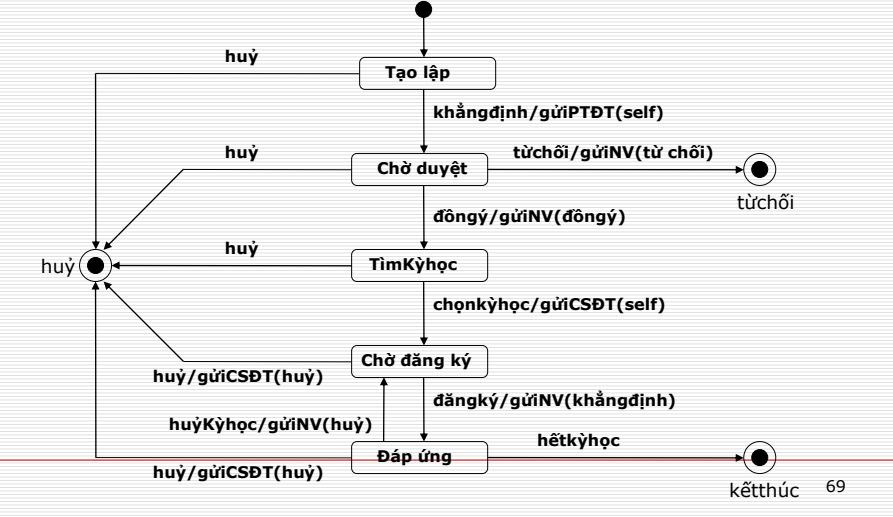 huỷ
Tạo lập
khẳngđịnh/gửiPTĐT(self)
huỷ
từchối/gửiNV(từ chối)
Chờ duyệt
từchối
đồngý/gửiNV(đồngý)
huỷ
TìmKỳhọc
huỷ
chọnkỳhọc/gửiCSĐT(self)
Chờ đăng ký
huỷ/gửiCSĐT(huỷ)
đăngký/gửiNV(khẳngđịnh)
huỷKỳhọc/gửiNV(huỷ)
hếtkỳhọc
Đáp ứng
huỷ/gửiCSĐT(huỷ)
kếtthúc
69